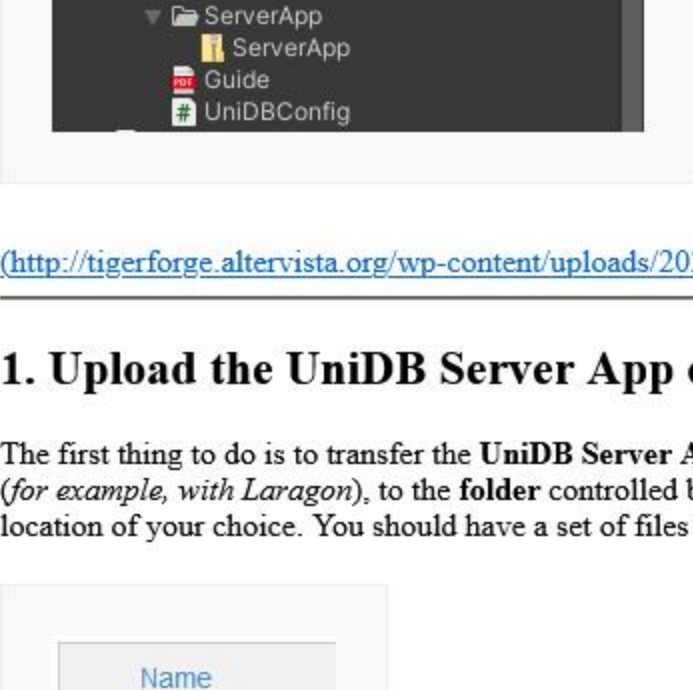 ServerApp
ServerApp
Guide
UniDBConfig
(http://tigerforge.altervista.org/wp-content/uploads/20
1. Upload the UniDB Server App
The first thing to do is to transfer the UniDB Server
(for example, with Laragon), to the folder controlled
location of your choice. You should have a set of files
Name